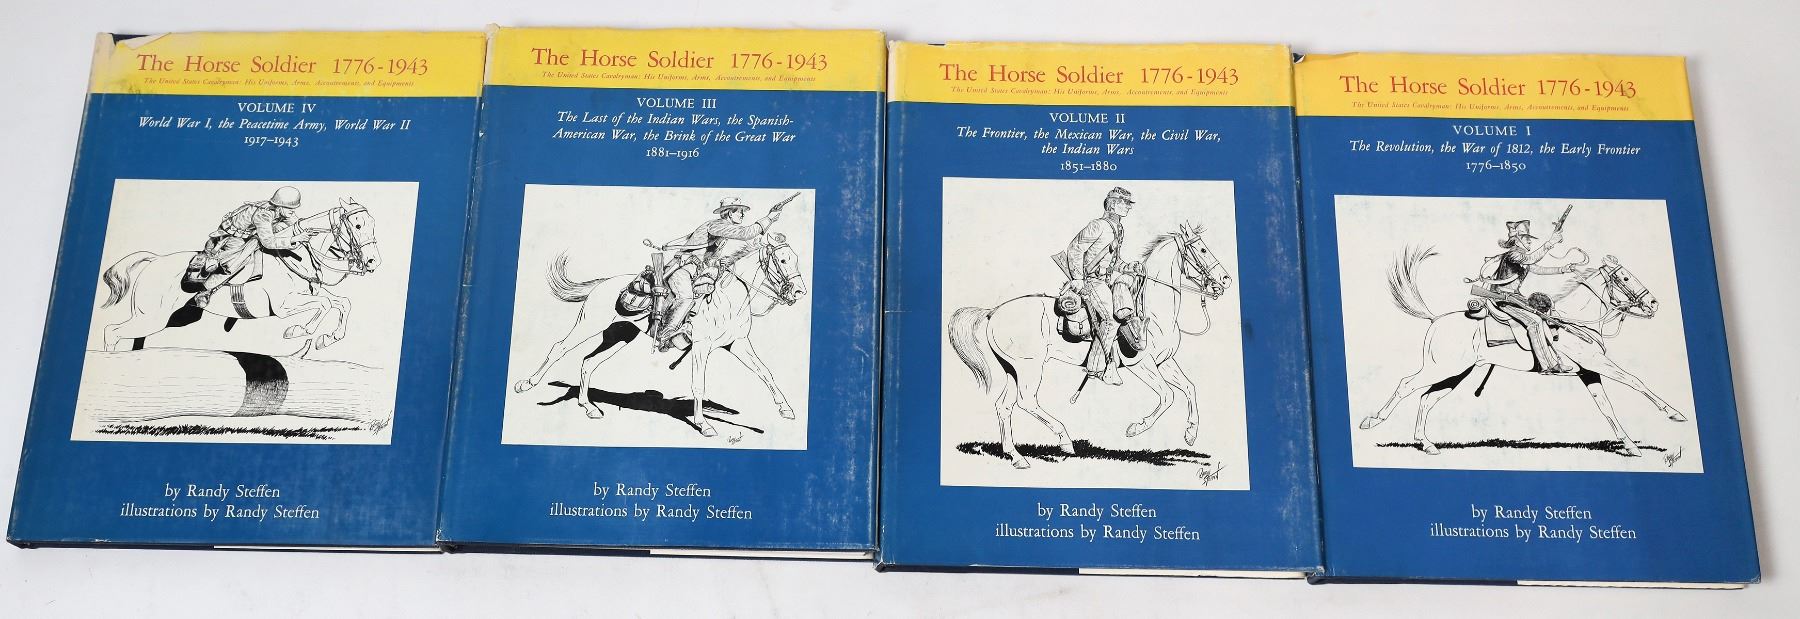 The Horse Soldier 1776-1943
The United States Cavalryman: His Uniforms, Arms, Accoutrements, and Equipments
VOLUME IV
World War I, the Peacetime Army, World War II
1917-1943
by Randy Steffen
illustrations by Randy Steffen
The Horse Soldier 1776-1943
The United States Cavalryman: His Uniforms, Arms, Accoutrements, and Equipments
VOLUME III
The Last of the Indian Wars, the Spanish-
American War, the Brink of the Great War
1881-1916
by Randy Steffen
illustrations by Randy Steffen
The Horse Soldier 1776-1943
The United States Cavalryman: His Uniforms, Arms, Accoutrements, and Equipments
VOLUME II
The Frontier, the Mexican War, the Civil War,
the Indian Wars
1851-1880
by Randy Steffen
illustrations by Randy Steffen
The Horse Soldier 1776-1943
The United States Cavalryman: His Uniforms, Arms, Accoutrements, and Equipments
VOLUME I
The Revolution, the War of 1812, the Early Frontier
1776-1850
by Randy Steffen
illustrations by Randy Steffen